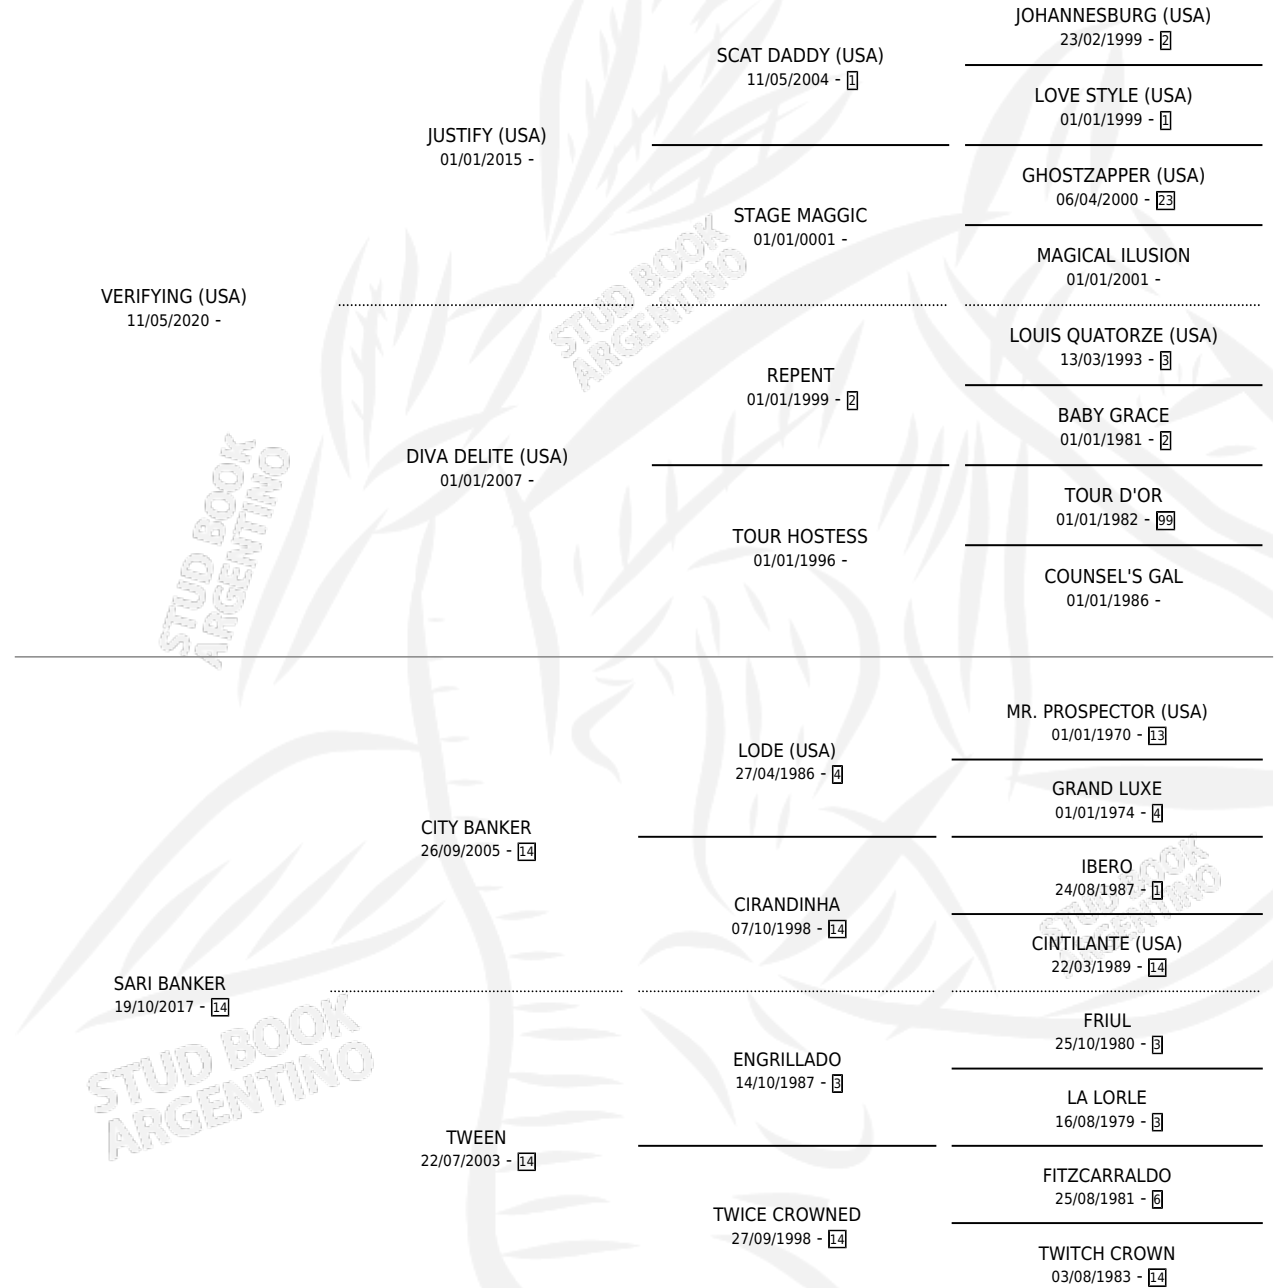 JOHANNESBURG (USA)
23/02/1999 - 2
SCAT DADDY (USA)
11/05/2004 - 1
LOVE STYLE (USA)
01/01/1999 - 1
JUSTIFY (USA)
01/01/2015 -
GHOSTZAPPER (USA)
06/04/2000 - 23
STAGE MAGGIC
01/01/0001 -
MAGICAL ILUSION
01/01/2001 -
VERIFYING (USA)
11/05/2020 -
STUD BOOK
ARGENTINO
LOUIS QUATORZE (USA)
13/03/1993 - 3
REPENT
01/01/1999 - 2
BABY GRACE
01/01/1981 - 2
DIVA DELITE (USA)
01/01/2007 -
TOUR D'OR
01/01/1982 - 99
TOUR HOSTESS
01/01/1996 -
COUNSEL'S GAL
01/01/1986 -
STUD BOOK
ARGENTINO
MR. PROSPECTOR (USA)
01/01/1970 - 13
LODE (USA)
27/04/1986 - 4
GRAND LUXE
01/01/1974 - 4
CITY BANKER
26/09/2005 - 14
IBERO
24/08/1987 - 1
CIRANDINHA
07/10/1998 - 14
STUD BOOK
ARGENTINO
CINTILANTE (USA)
22/03/1989 - 14
SARI BANKER
19/10/2017 - 14
FRIUL
25/10/1980 - 3
STUD BOOK
ARGENTINO
ENGRILLADO
14/10/1987 - 3
LA LORLE
16/08/1979 - 3
TWEEN
22/07/2003 - 14
FITZCARRALDO
25/08/1981 - 6
TWICE CROWNED
27/09/1998 - 14
TWITCH CROWN
03/08/1983 - 14